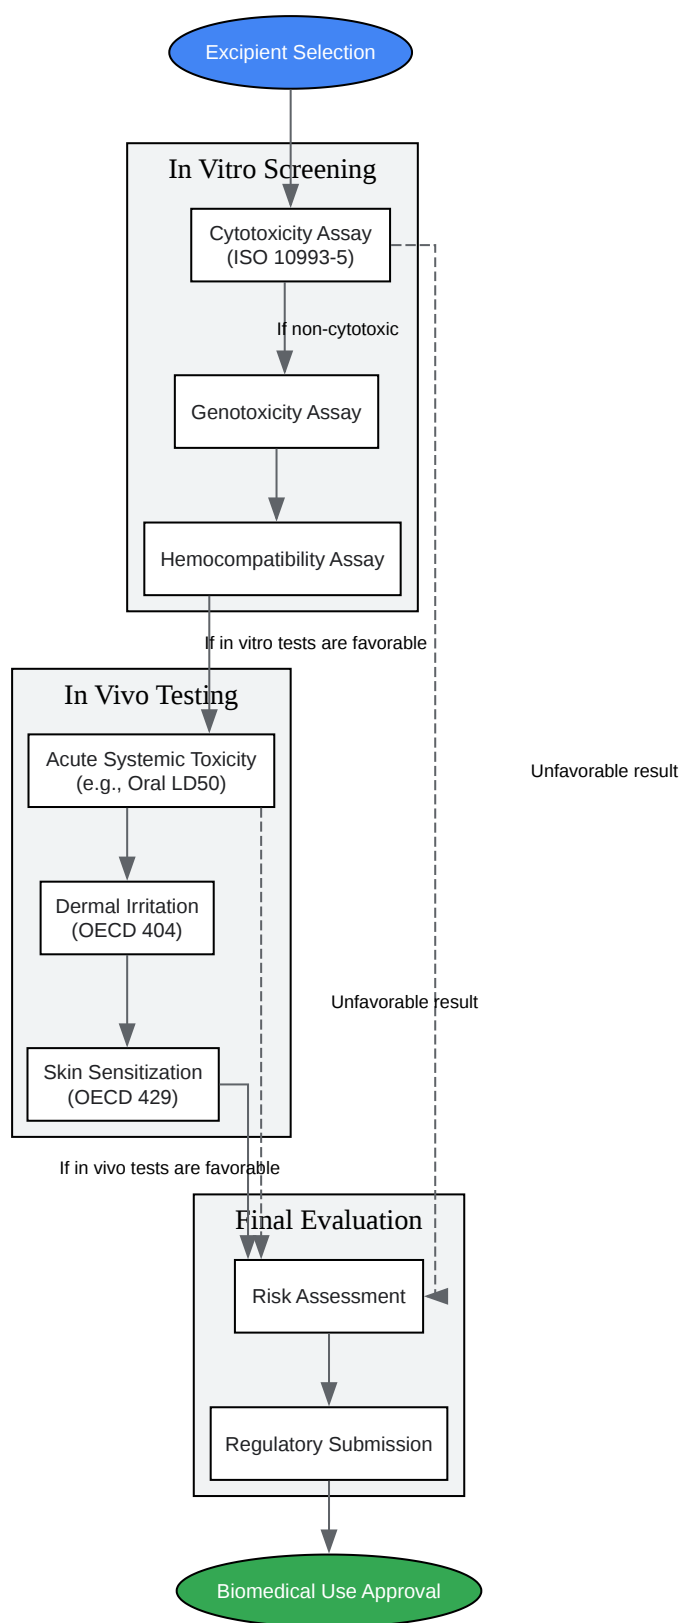 Excipient Selection
In Vitro Screening
Cytotoxicity Assay
(ISO 10993-5)
If non-cytotoxic
Genotoxicity Assay
Hemocompatibility Assay
If in vitro tests are favorable
In Vivo Testing
Acute Systemic Toxicity
(e.g., Oral LD50)
Unfavorable result
Dermal Irritation
(OECD 404)
Unfavorable result
Skin Sensitization
(OECD 429)
If in vivo tests are favorable
Final Evaluation
Risk Assessment
Regulatory Submission
Biomedical Use Approval